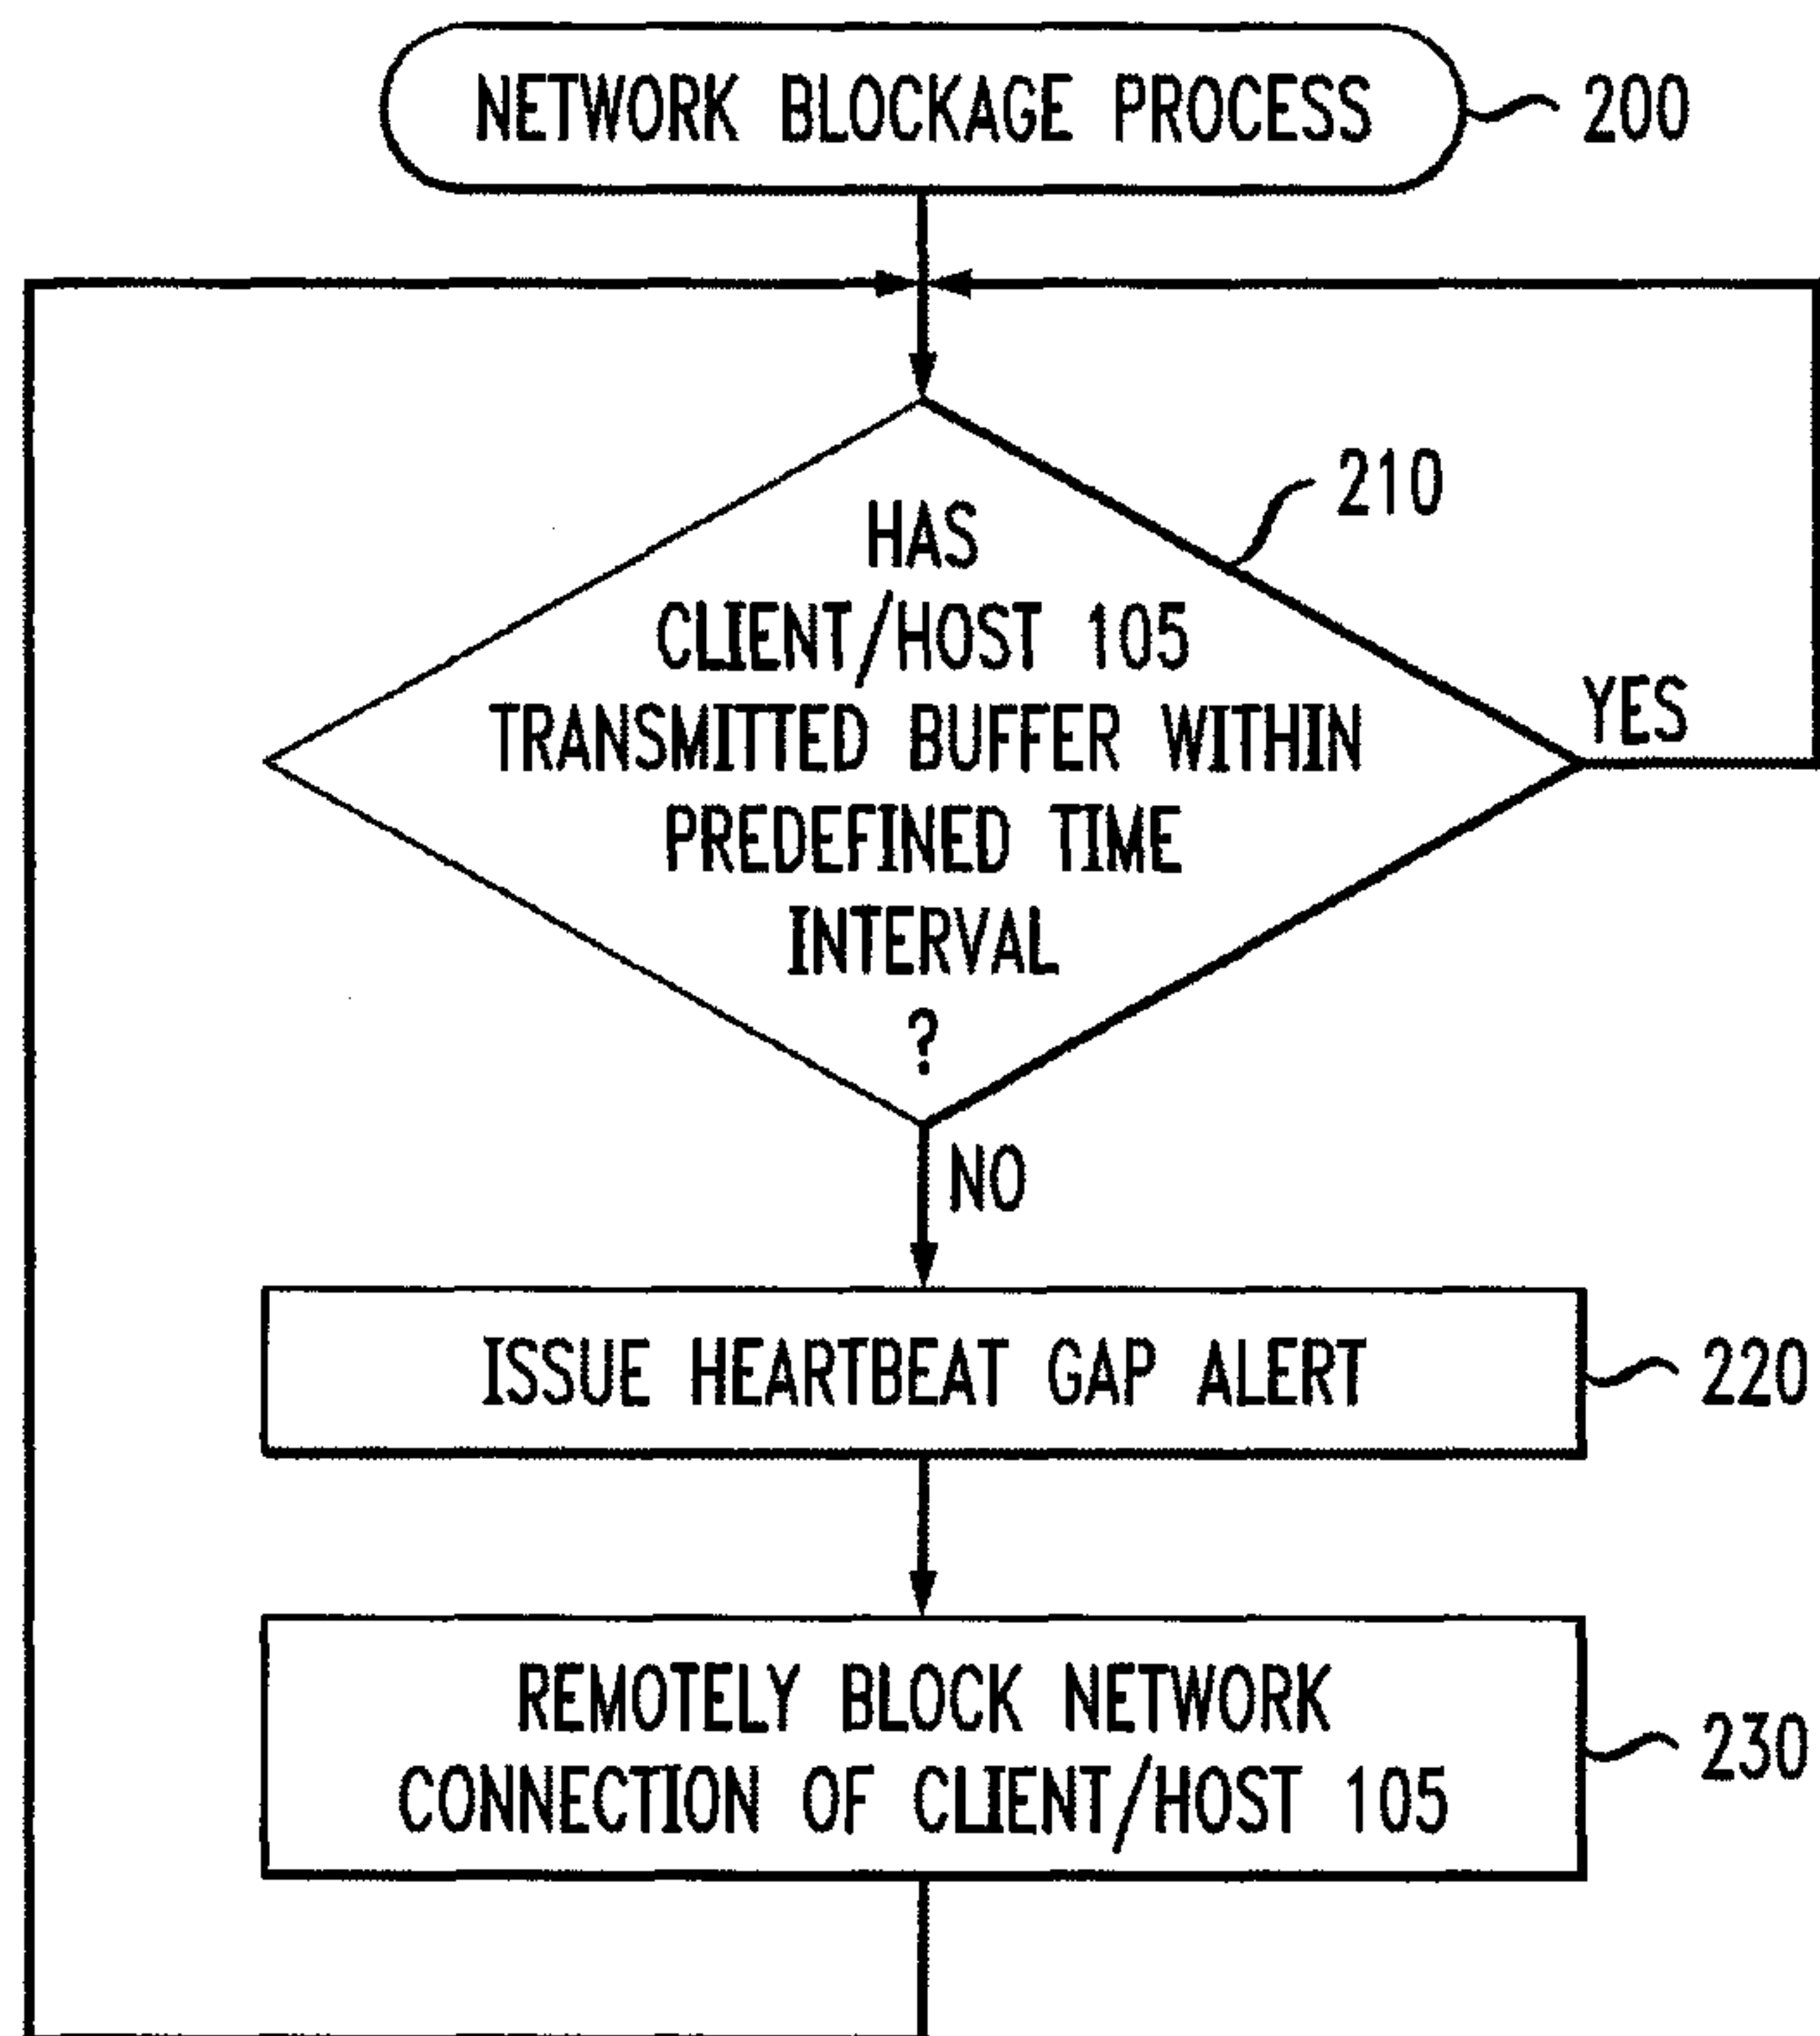 NETWORK BLOCKAGE PROCESS
200
210
HAS
CLIENT/HOST 105
TRANSMITTED BUFFER WITHIN
PREDEFINED TIME
INTERVAL
?
YES
NO
ISSUE HEARTBEAT GAP ALERT
220
REMOTELY BLOCK NETWORK
CONNECTION OF CLIENT/HOST 105
230